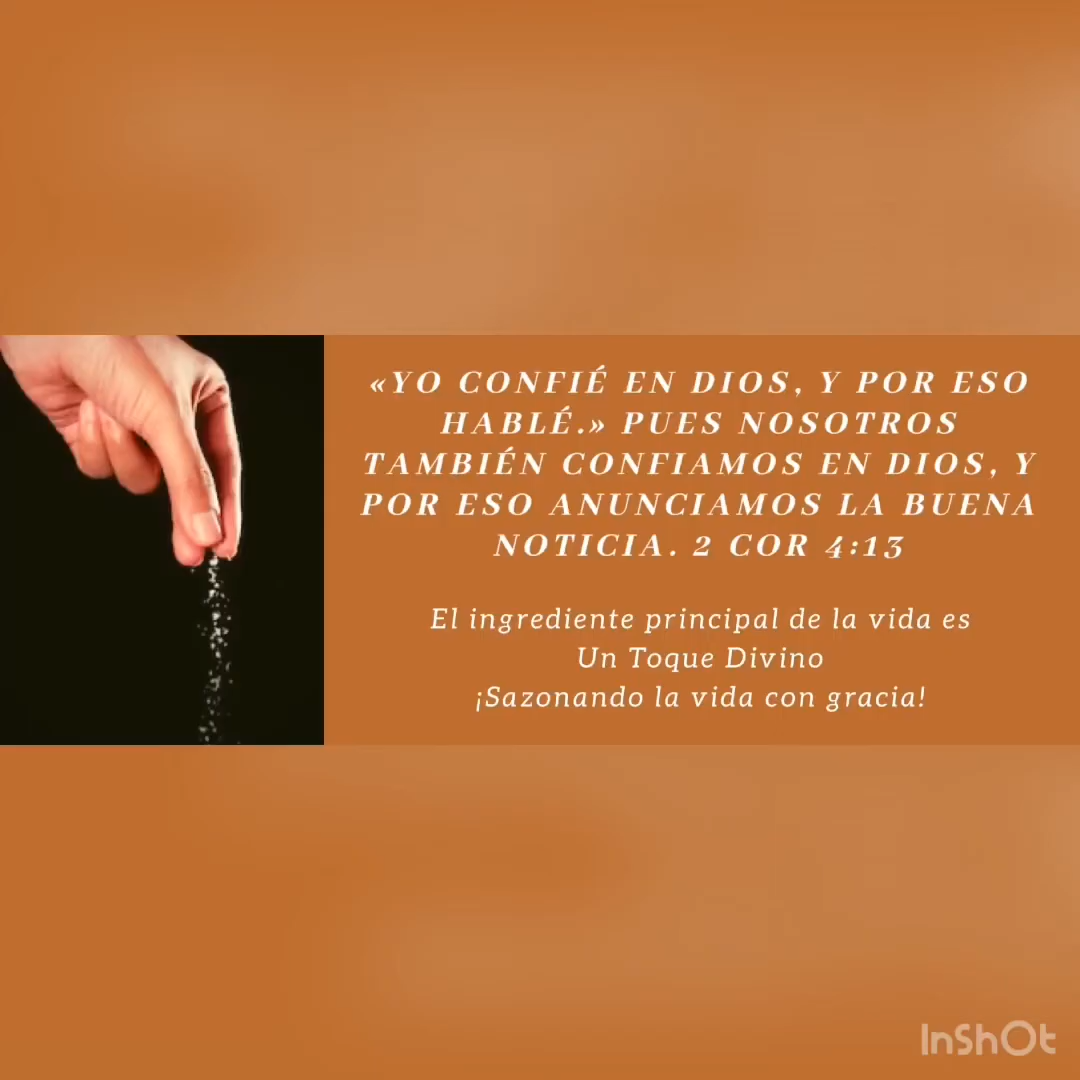 «YO CONFIÉ EN DIOS, Y POR ESO
HABLÉ.» PUES NOSOTROS
TAMBIÉN CONFIAMOS EN DIOS, Y
POR ESO ANUNCIAMOS LA BUENA
NOTICIA. 2 COR 4:13
El ingrediente principal de la vida es
Un Toque Divino
¡Sazonando la vida con gracia!
InShOt